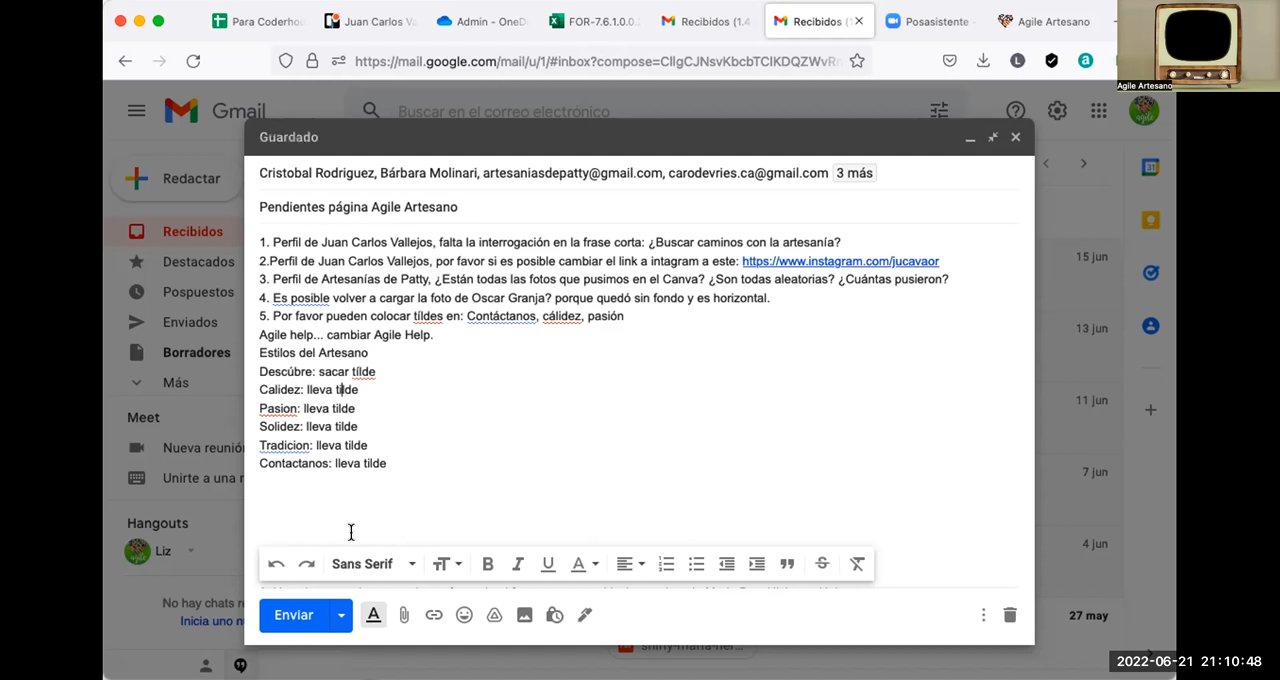 Para Coderhou
Juan Carlos Va
Admin - OneD
FOR-7.6.1.0.0.
Recibidos (1.4
Recibidos (1
Posasistente -
Agile Artesano
Agile Artesano
https://mail.google.com/mail/u/1/#inbox?compose=
Gmail
Buscar en el correo electrónico
Guardado
Redactar
Cristobal Rodriguez, Bárbara Molinari, artesaniasdepatty@gmail.com, carodevries.ca@gmail.com 3 más
Pendientes página Agile Artesano
Recibidos
Destacados
Pospuestos
Enviados
Borradores
Más
Meet
Nueva reunió
Unirte a una r
Hangouts
Liz
No hay chats re
Inicia uno n
1. Perfil de Juan Carlos Vallejos, falta la interrogación en la frase corta: ¿Buscar caminos con la artesanía?
2.Perfil de Juan Carlos Vallejos, por favor si es posible cambiar el link a intagram a este: https://www.instagram.com/jucavaor
3. Perfil de Artesanías de Patty, ¿Están todas las fotos que pusimos en el Canva? ¿Son todas aleatorias? ¿Cuántas pusieron?
4. Es posible volver a cargar la foto de Oscar Granja? porque quedó sin fondo y es horizontal.
5. Por favor pueden colocar tíldes en: Contáctanos, cálidez, pasión
Agile help... cambiar Agile Help.
Estilos del Artesano
Descúbre: sacar tílde
Calidez: lleva tilde
Pasion: lleva tilde
Solidez: lleva tilde
Tradicion: lleva tilde
Contactanos: lleva tilde
Sans Serif
Enviar
15 jun
13 jun
11 jun
7 jun
4 jun
27 may
2022-06-21 21:10:48